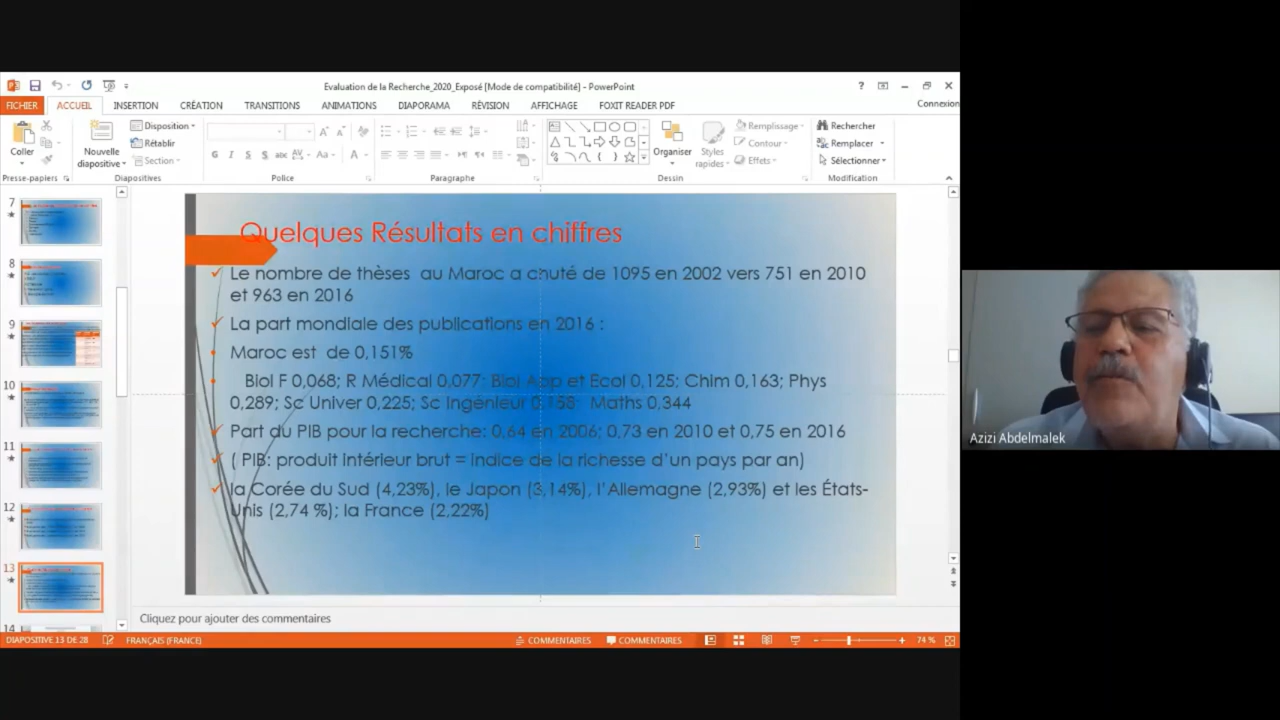 Evaluation de la Recherche_2020_Exposé [Mode de compatibilité] - PowerPoint
FICHIER ACCUEIL INSERTION CRÉATION TRANSITIONS ANIMATIONS DIAPORAMA RÉVISION AFFICHAGE FOXIT READER PDF Connexion
Coller
Nouvelle diapositive
Disposition
Rétablir
Section
Organiser
Styles rapides
Remplissage
Contour
Effets
Rechercher
Remplacer
Sélectionner
Presse-papiers Diapositives Police Paragraphe Dessin Modification
7
8
9
10
11
12
13
14
Quelques Résultats en chiffres
Le nombre de thèses au Maroc a chuté de 1095 en 2002 vers 751 en 2010
et 963 en 2016
La part mondiale des publications en 2016 :
Maroc est de 0,151%
Biol F 0,068; R Médical 0,077; Biol App et Ecol 0,125; Chim 0,163; Phys
0,289; Sc Univer 0,225; Sc Ingénieur 0,158; Maths 0,344
Part du PIB pour la recherche: 0,64 en 2006; 0,73 en 2010 et 0,75 en 2016
( PIB: produit intérieur brut = indice de la richesse d'un pays par an)
la Corée du Sud (4,23%), le Japon (3,14%), l'Allemagne (2,93%) et les États-
Unis (2,74 %); la France (2,22%)
Cliquez pour ajouter des commentaires
DIAPOSITIVE 13 DE 28 FRANÇAIS (FRANCE) COMMENTAIRES COMMENTAIRES 74 %
Azizi Abdelmalek